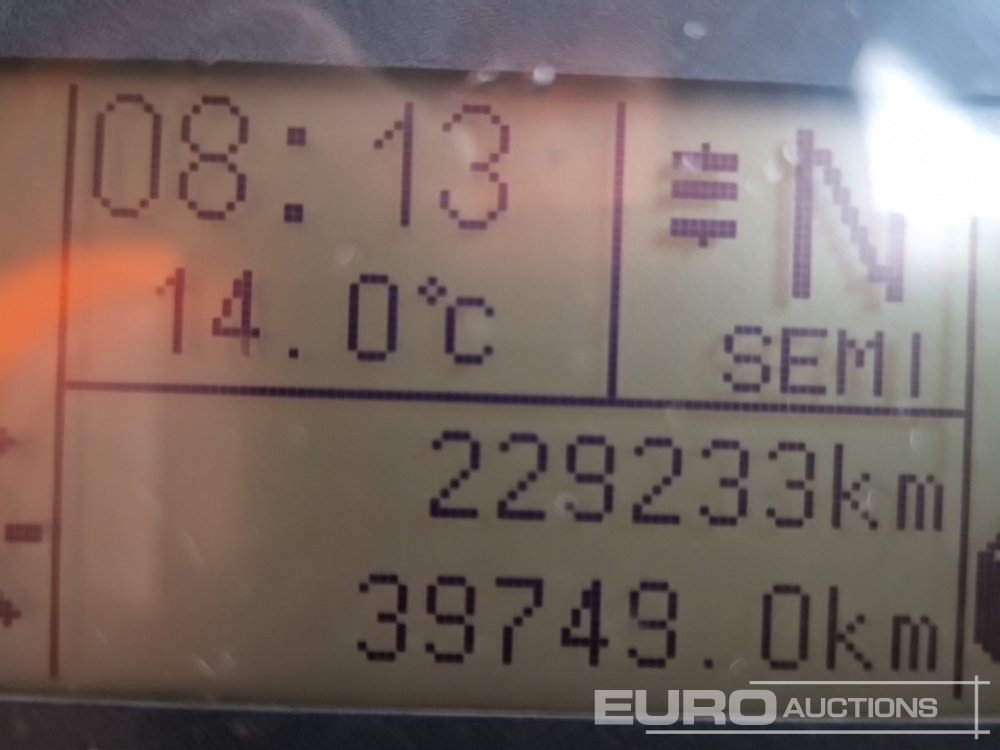 08:13
N
14.0°C
SEMI
229233km
39749.0km
EURO AUCTIONS